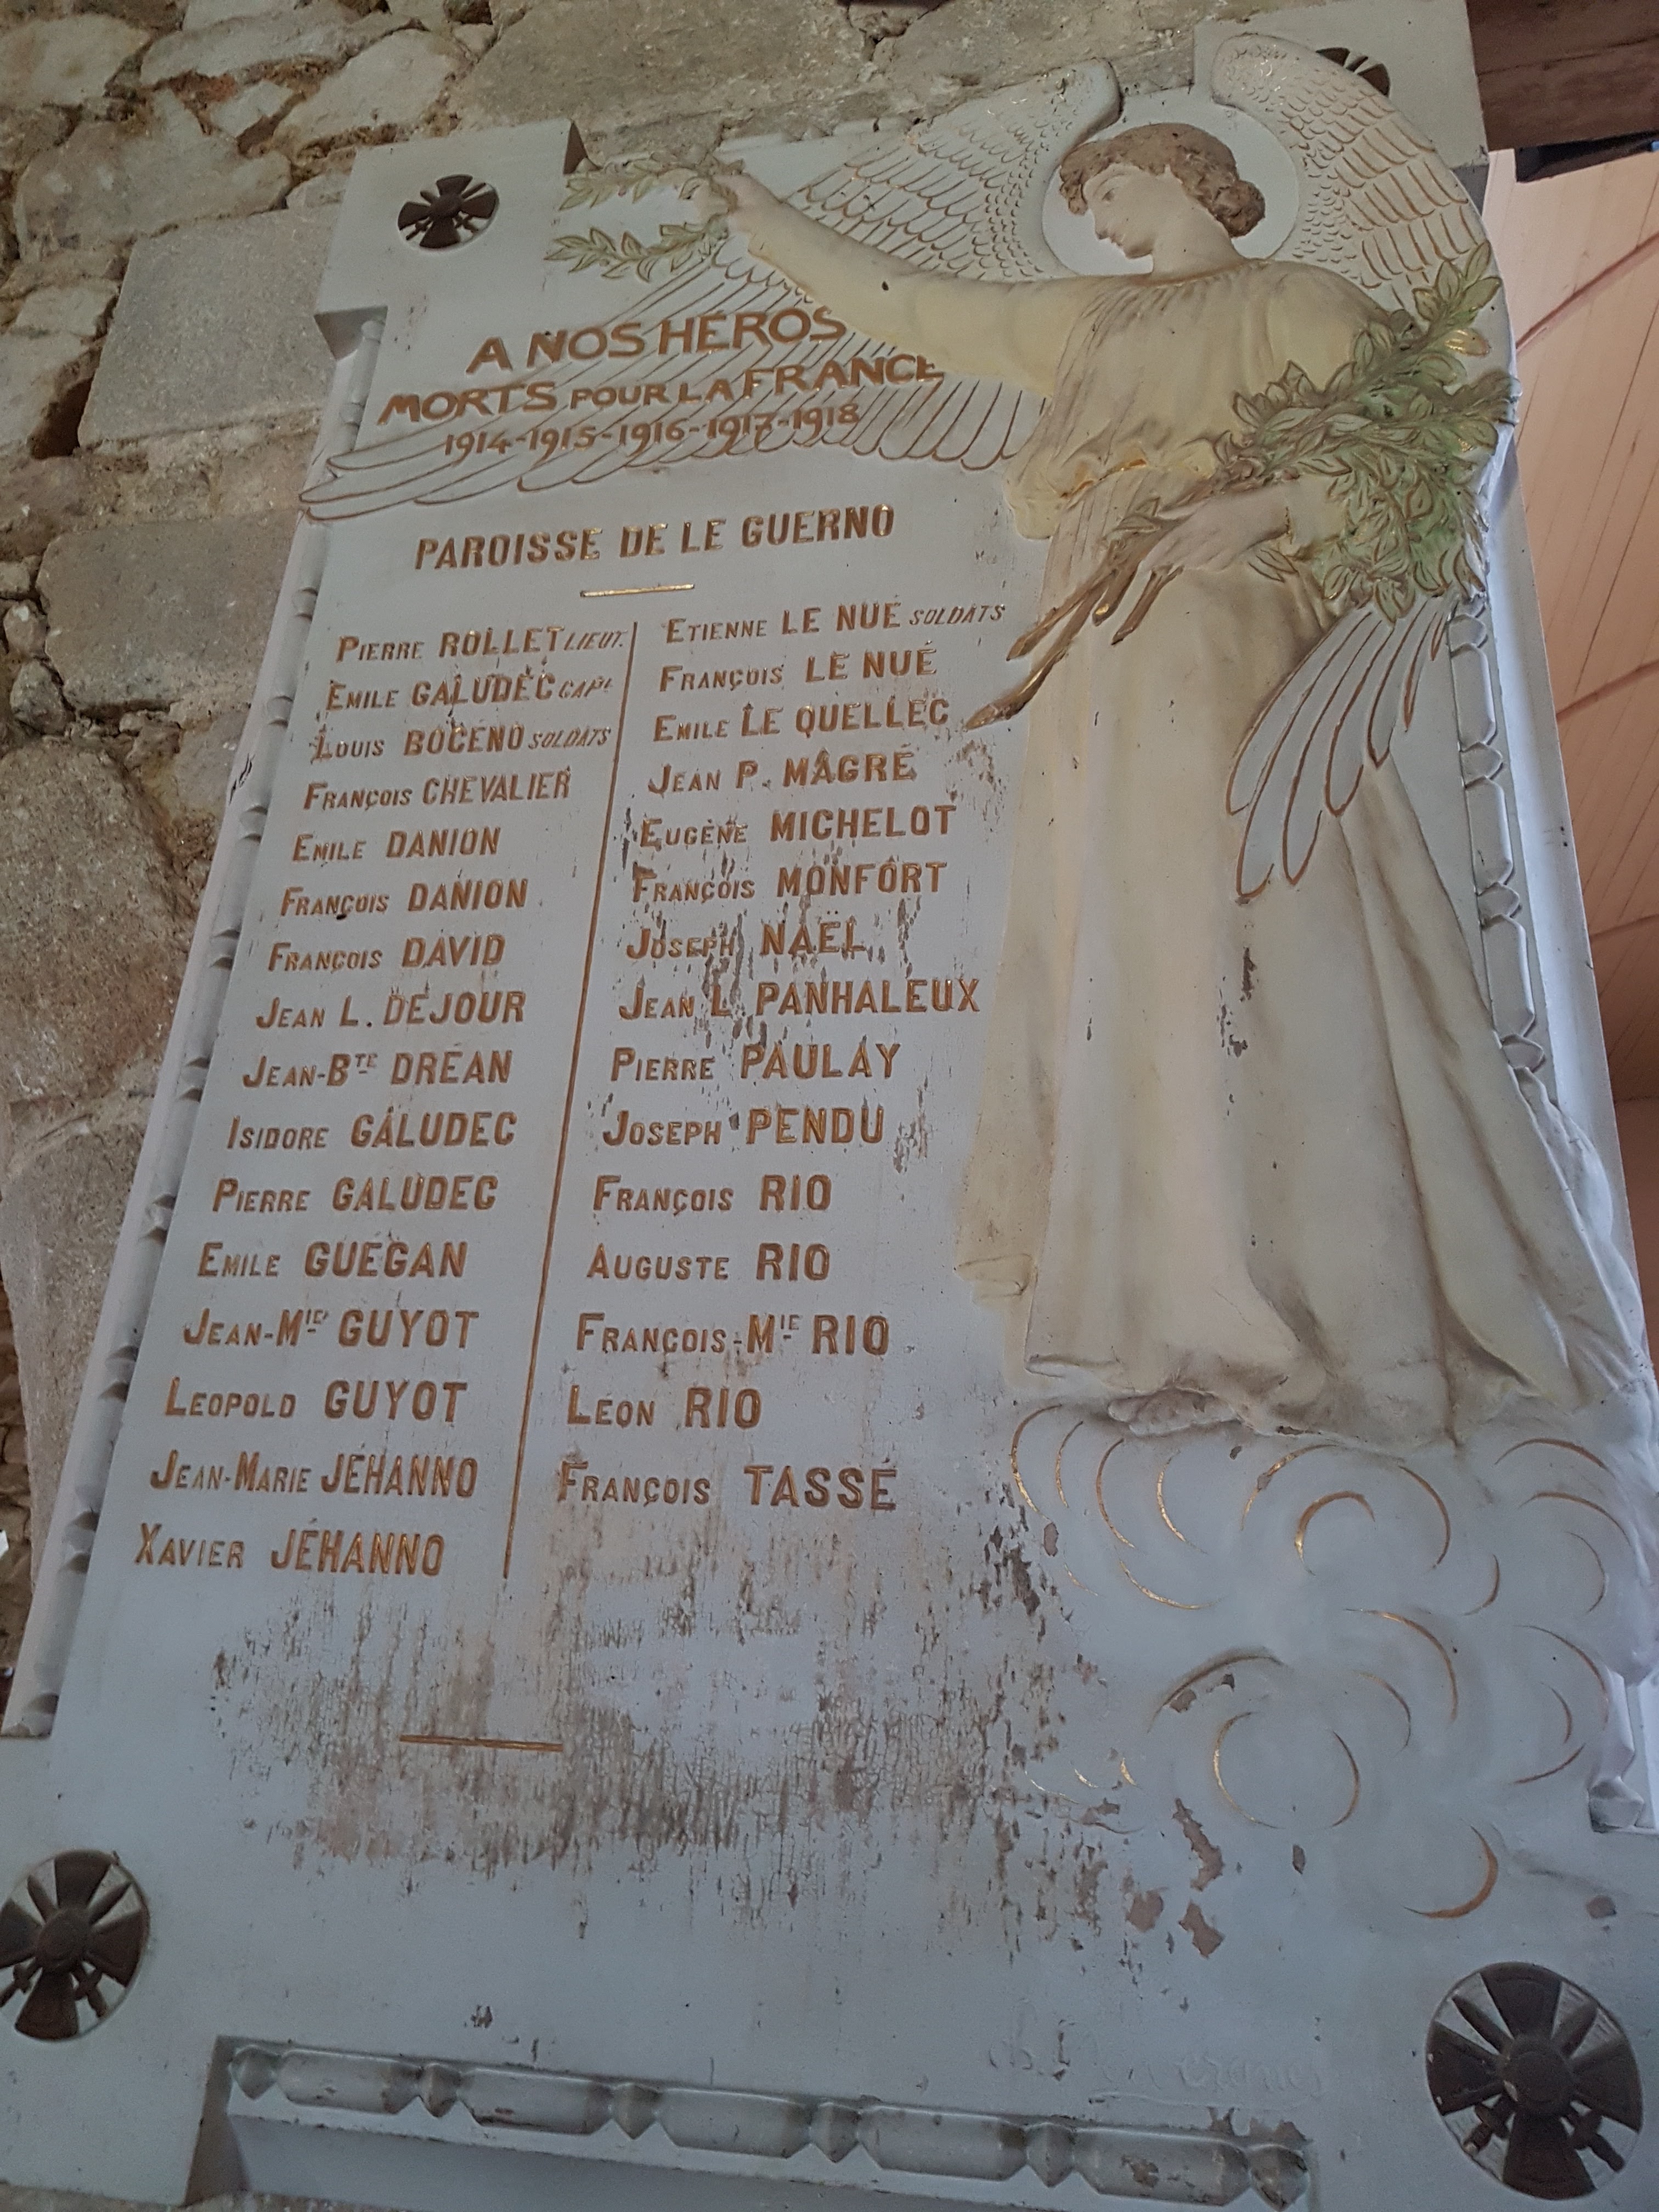 A NOS HÉROS
MORTS POUR LA FRANCE
1914-1915-1916-1917-1918
PAROISSE DE LE GUERNO
PIERRE ROLLET LIEUT.
EMILE GALUDEC CAPL
LOUIS BOCENO SOLDATS
FRANÇOIS CHEVALIER
EMILE DANION
FRANÇOIS DANION
FRANÇOIS DAVID
JEAN L. DEJOUR
JEAN-BTE DRÉAN
ISIDORE GALUDEC
PIERRE GALUDEC
EMILE GUÉGAN
JEAN-MIE GUYOT
LEOPOLD GUYOT
JEAN-MARIE JÉHANNO
XAVIER JÉHANNO
ETIENNE LE NUÉ SOLDATS
FRANÇOIS LE NUÉ
EMILE LE QUELLEC
JEAN P. MAGRÉ
EUGÈNE MICHELOT
FRANÇOIS MONFORT
JOSEPH NAËL
JEAN L. PANHALEUX
PIERRE PAULAY
JOSEPH PENDU
FRANÇOIS RIO
AUGUSTE RIO
FRANÇOIS-MIE RIO
LÉON RIO
FRANÇOIS TASSÉ